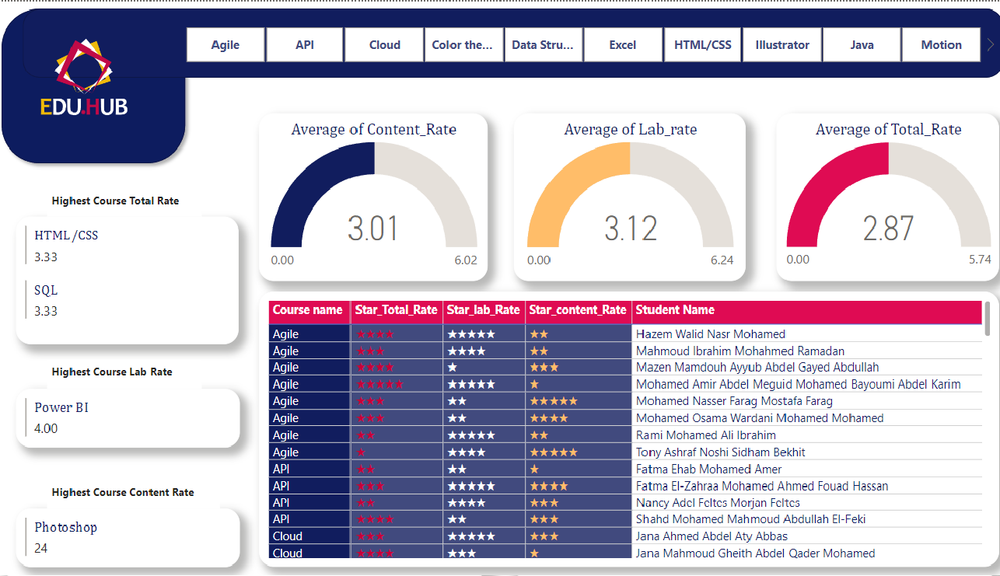 Agile API Cloud Color the... Data Stru... Excel HTML/CSS Illustrator Java Motion
EDU.HUB
Highest Course Total Rate
HTML/CSS
3.33
SQL
3.33
Highest Course Lab Rate
Power BI
4.00
Highest Course Content Rate
Photoshop
24
Average of Content_Rate
3.01
0.00 6.02
Average of Lab_rate
3.12
0.00 6.24
Average of Total_Rate
2.87
0.00 5.74
Course name Star_Total_Rate Star_lab_Rate Star_content_Rate Student Name
Agile ★★★★ ★★★★★ ★★ Hazem Walid Nasr Mohamed
Agile ★★★ ★★★★ ★★ Mahmoud Ibrahim Mohahmed Ramadan
Agile ★★★★ ★ ★★★ Mazen Mamdouh Ayyub Abdel Gayed Abdullah
Agile ★★★★★ ★★★★★ ★ Mohamed Amir Abdel Meguid Mohamed Bayoumi Abdel Karim
Agile ★★★ ★★ ★★★★★ Mohamed Nasser Farag Mostafa Farag
Agile ★★★ ★★ ★★★★ Mohamed Osama Wardani Mohamed Mohamed
Agile ★★ ★★★★★ ★★ Rami Mohamed Ali Ibrahim
Agile ★ ★★★★ ★★★★★ Tony Ashraf Noshi Sidham Bekhit
API ★★ ★★ ★ Fatma Ehab Mohamed Amer
API ★★★ ★★★★★ ★★★★ Fatma El-Zahraa Mohamed Ahmed Fouad Hassan
API ★★ ★★★★ ★★★ Nancy Adel Feltes Morjan Feltes
API ★★★★ ★★ ★★★ Shahd Mohamed Mahmoud Abdullah El-Feki
Cloud ★★★ ★★★★★ ★★★ Jana Ahmed Abdel Aty Abbas
Cloud ★★★★ ★★★ ★ Jana Mahmoud Gheith Abdel Qader Mohamed